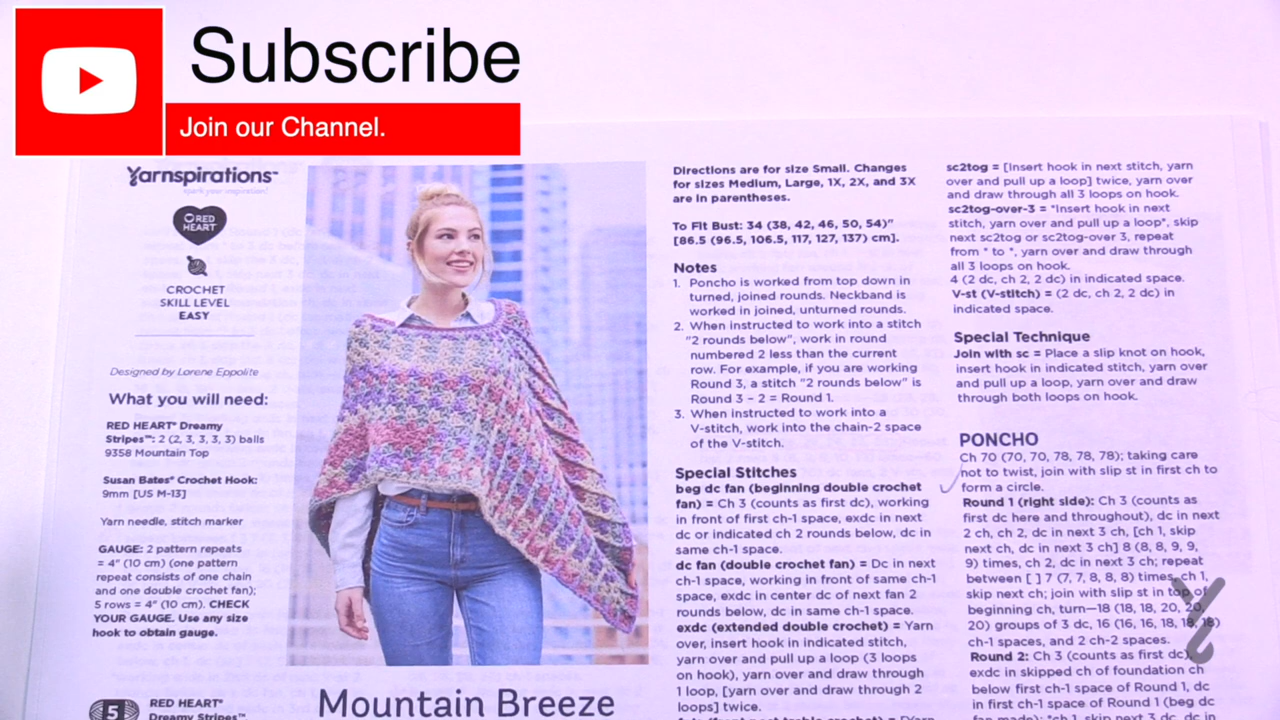 Subscribe
Join our Channel.
Yarnspirations™
spark your inspiration!
RED
HEART
CROCHET
SKILL LEVEL
EASY
Designed by Lorene Eppolite
What you will need:
RED HEART® Dreamy
Stripes™: 2 (2, 3, 3, 3, 3) balls
9358 Mountain Top
Susan Bates® Crochet Hook:
9mm [US M-13]
Yarn needle, stitch marker
GAUGE: 2 pattern repeats
= 4" (10 cm) (one pattern
repeat consists of one chain
and one double crochet fan);
5 rows = 4" (10 cm). CHECK
YOUR GAUGE. Use any size
hook to obtain gauge.
5
RED HEART®
Dreamy Stripes™
Mountain Breeze
Directions are for size Small. Changes
for sizes Medium, Large, 1X, 2X, and 3X
are in parentheses.
To Fit Bust: 34 (38, 42, 46, 50, 54)"
[86.5 (96.5, 106.5, 117, 127, 137) cm].
Notes
1. Poncho is worked from top down in
turned, joined rounds. Neckband is
worked in joined, unturned rounds.
2. When instructed to work into a stitch
"2 rounds below", work in round
numbered 2 less than the current
row. For example, if you are working
Round 3, a stitch "2 rounds below" is
Round 3 – 2 = Round 1.
3. When instructed to work into a
V-stitch, work into the chain-2 space
of the V-stitch.
Special Stitches
beg dc fan (beginning double crochet
fan) = Ch 3 (counts as first dc), working
in front of first ch-1 space, exdc in next
dc or indicated ch 2 rounds below, dc in
same ch-1 space.
dc fan (double crochet fan) = Dc in next
ch-1 space, working in front of same ch-1
space, exdc in center dc of next fan 2
rounds below, dc in same ch-1 space.
exdc (extended double crochet) = Yarn
over, insert hook in indicated stitch,
yarn over and pull up a loop (3 loops
on hook), yarn over and draw through
1 loop, [yarn over and draw through 2
loops] twice.
sc2tog = [Insert hook in next stitch, yarn
over and pull up a loop] twice, yarn over
and draw through all 3 loops on hook.
sc2tog-over-3 = *Insert hook in next
stitch, yarn over and pull up a loop*, skip
next sc2tog or sc2tog-over 3, repeat
from * to *, yarn over and draw through
all 3 loops on hook.
4 (2 dc, ch 2, 2 dc) in indicated space.
V-st (V-stitch) = (2 dc, ch 2, 2 dc) in
indicated space.
Special Technique
Join with sc = Place a slip knot on hook,
insert hook in indicated stitch, yarn over
and pull up a loop, yarn over and draw
through both loops on hook.
PONCHO
Ch 70 (70, 70, 78, 78, 78); taking care
not to twist, join with slip st in first ch to
form a circle.
Round 1 (right side): Ch 3 (counts as
first dc here and throughout), dc in next
2 ch, ch 2, dc in next 3 ch, [ch 1, skip
next ch, dc in next 3 ch] 8 (8, 8, 9, 9,
9) times, ch 2, dc in next 3 ch; repeat
between [ ] 7 (7, 7, 8, 8, 8) times, ch 1,
skip next ch; join with slip st in top of
beginning ch, turn—18 (18, 18, 20, 20,
20) groups of 3 dc, 16 (16, 16, 18, 18, 18)
ch-1 spaces, and 2 ch-2 spaces.
Round 2: Ch 3 (counts as first dc),
exdc in skipped ch of foundation ch
below first ch-1 space of Round 1, dc
in first ch-1 space of Round 1 (beg dc
fan made); *ch 1, skip next 3 dc, dc in